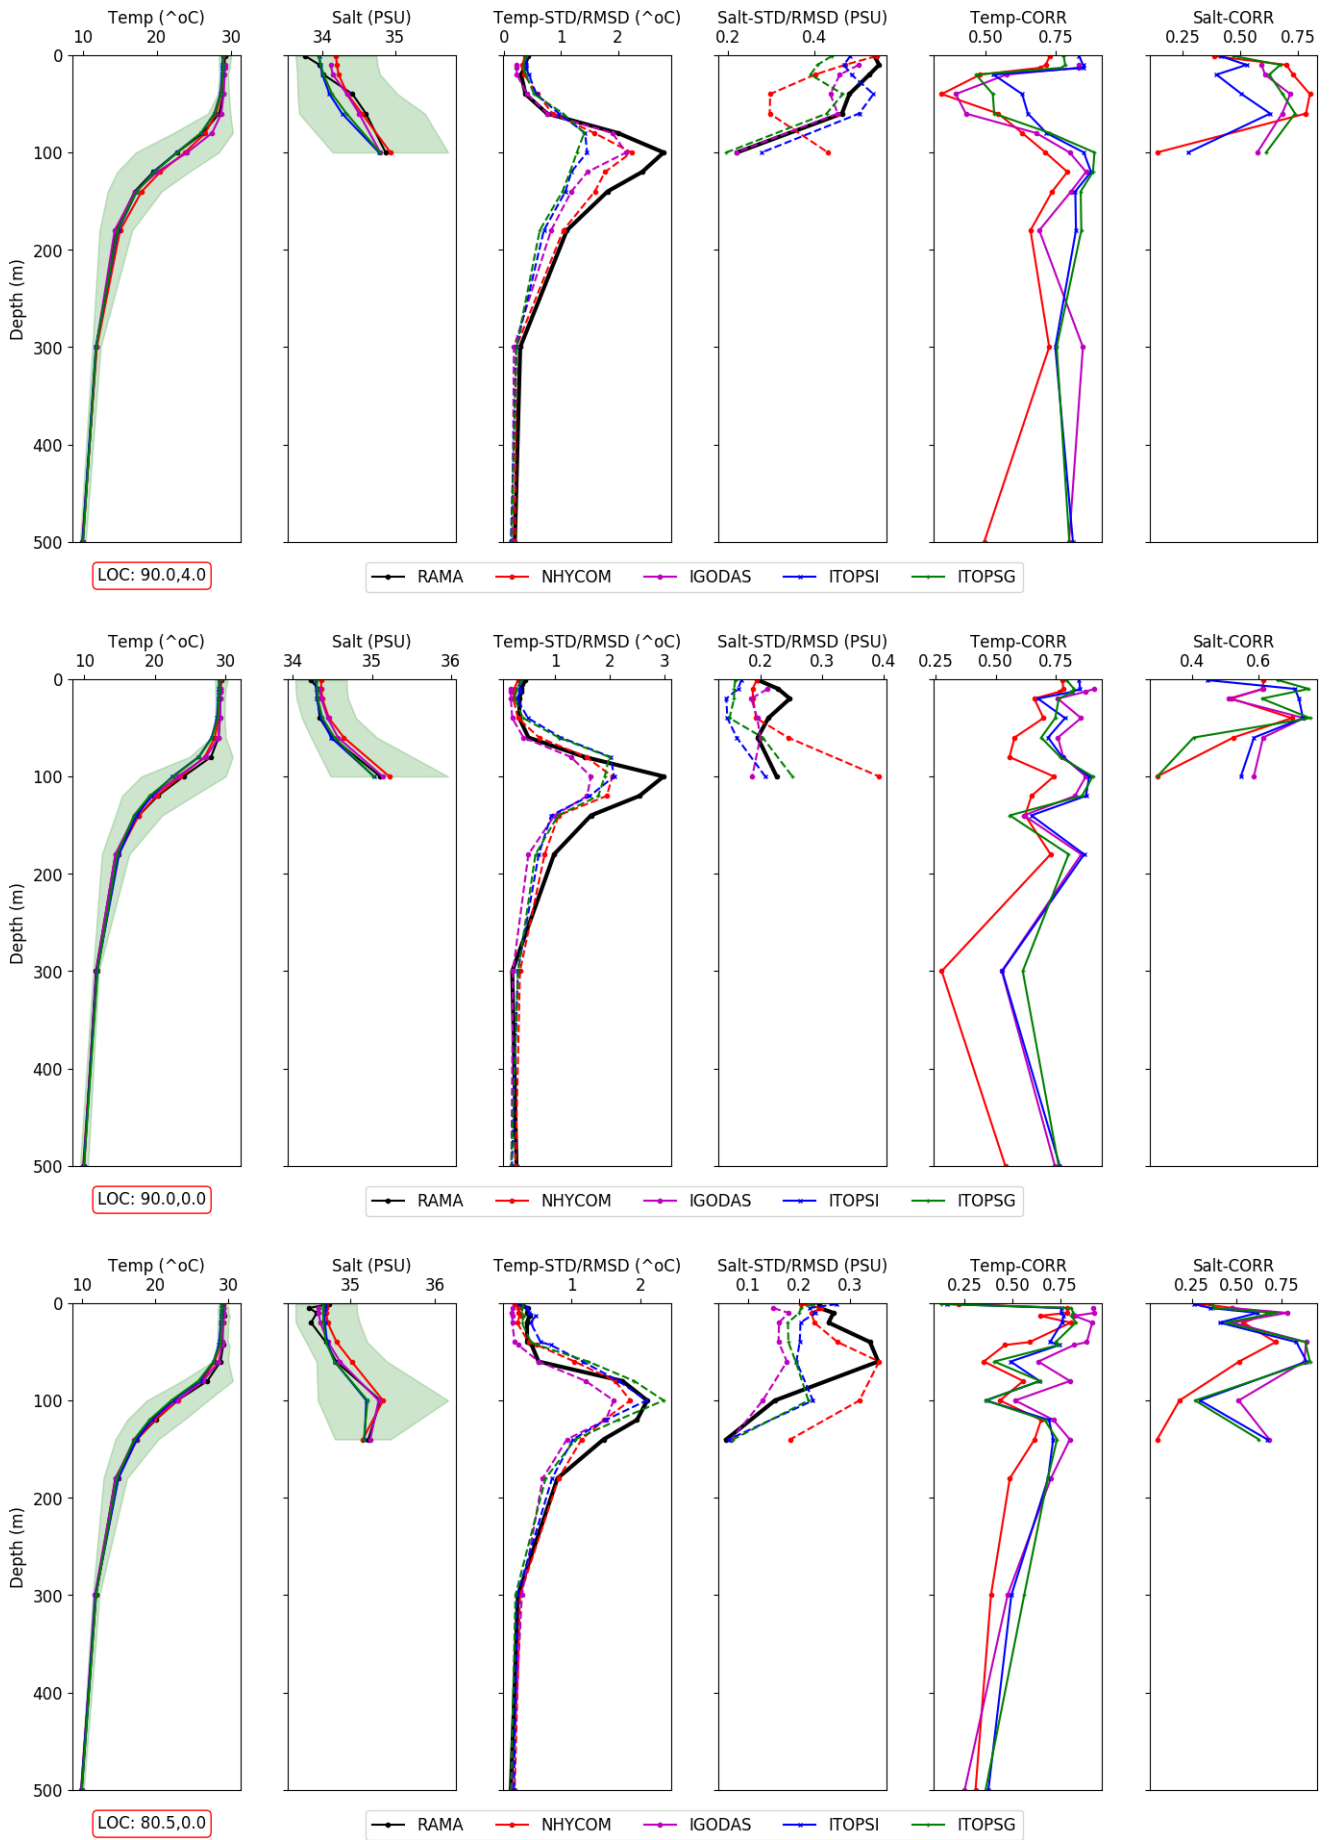 Temp (^oC) Salt (PSU) Temp-STD/RMSD (^oC) Salt-STD/RMSD (PSU) Temp-CORR Salt-CORR
10 20 30 34 35 0 1 2 0.2 0.4 0.50 0.75 0.25 0.50 0.75
0
100
200
300
400
500
Depth (m)
LOC: 90.0,4.0 RAMA NHYCOM IGODAS ITOPSI ITOPSG
Temp (^oC) Salt (PSU) Temp-STD/RMSD (^oC) Salt-STD/RMSD (PSU) Temp-CORR Salt-CORR
10 20 30 34 35 36 0 1 2 3 0.2 0.3 0.4 0.25 0.50 0.75 0.4 0.6
0
100
200
300
400
500
Depth (m)
LOC: 90.0,0.0 RAMA NHYCOM IGODAS ITOPSI ITOPSG
Temp (^oC) Salt (PSU) Temp-STD/RMSD (^oC) Salt-STD/RMSD (PSU) Temp-CORR Salt-CORR
10 20 30 35 36 1 2 0.1 0.2 0.3 0.25 0.50 0.75 0.25 0.50 0.75
0
100
200
300
400
500
Depth (m)
LOC: 80.5,0.0 RAMA NHYCOM IGODAS ITOPSI ITOPSG